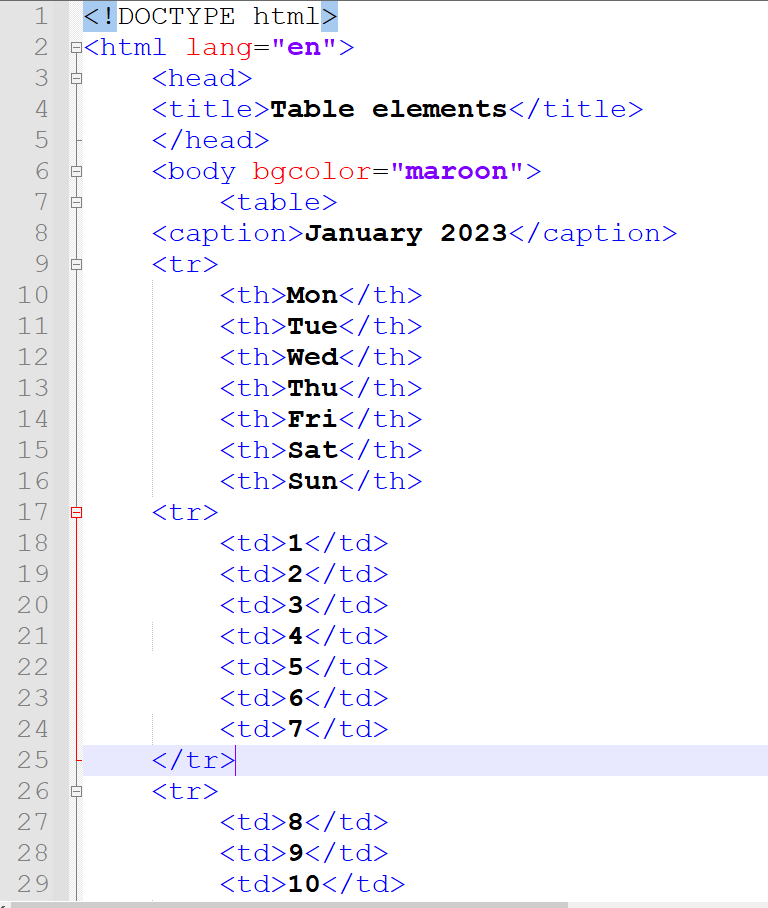 1 <!DOCTYPE html>
2 <html lang="en">
3 <head>
4 <title>Table elements</title>
5 </head>
6 <body bgcolor="maroon">
7 <table>
8 <caption>January 2023</caption>
9 <tr>
10 <th>Mon</th>
11 <th>Tue</th>
12 <th>Wed</th>
13 <th>Thu</th>
14 <th>Fri</th>
15 <th>Sat</th>
16 <th>Sun</th>
17 <tr>
18 <td>1</td>
19 <td>2</td>
20 <td>3</td>
21 <td>4</td>
22 <td>5</td>
23 <td>6</td>
24 <td>7</td>
25 </tr>
26 <tr>
27 <td>8</td>
28 <td>9</td>
29 <td>10</td>